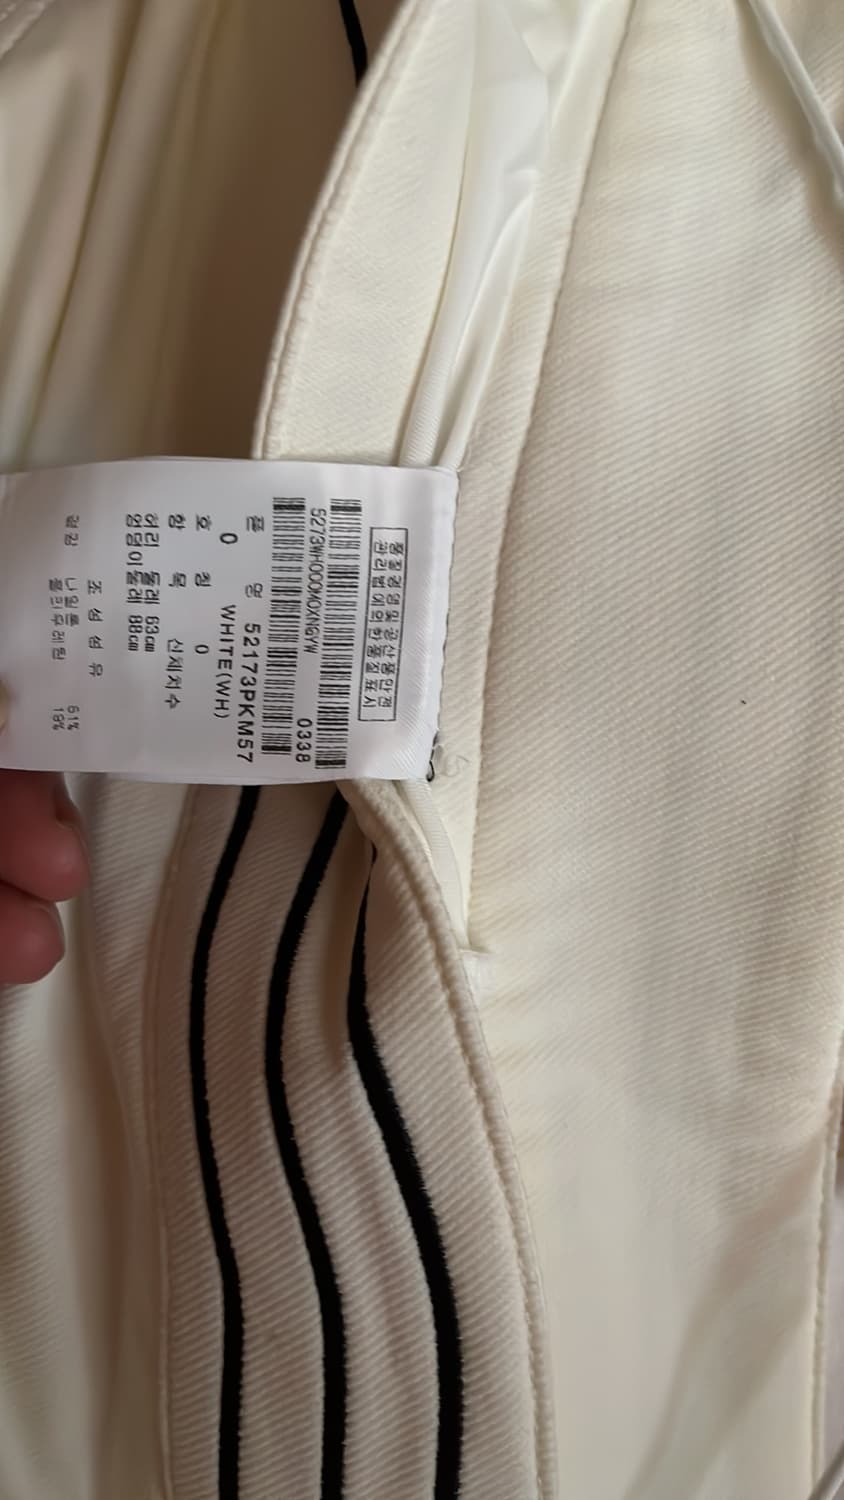 품질경영및공산품안전
관리법에의한품질표시
5273WH000M0XNGYW 0338
품 번 52173PKM57
0 WHITE(WH)
호 칭 0
항 목 신체치수
허리 둘레 63cm
엉덩이둘레 88cm
조 성 섬 유
겉감 나일론 61%
폴리우레탄 19%